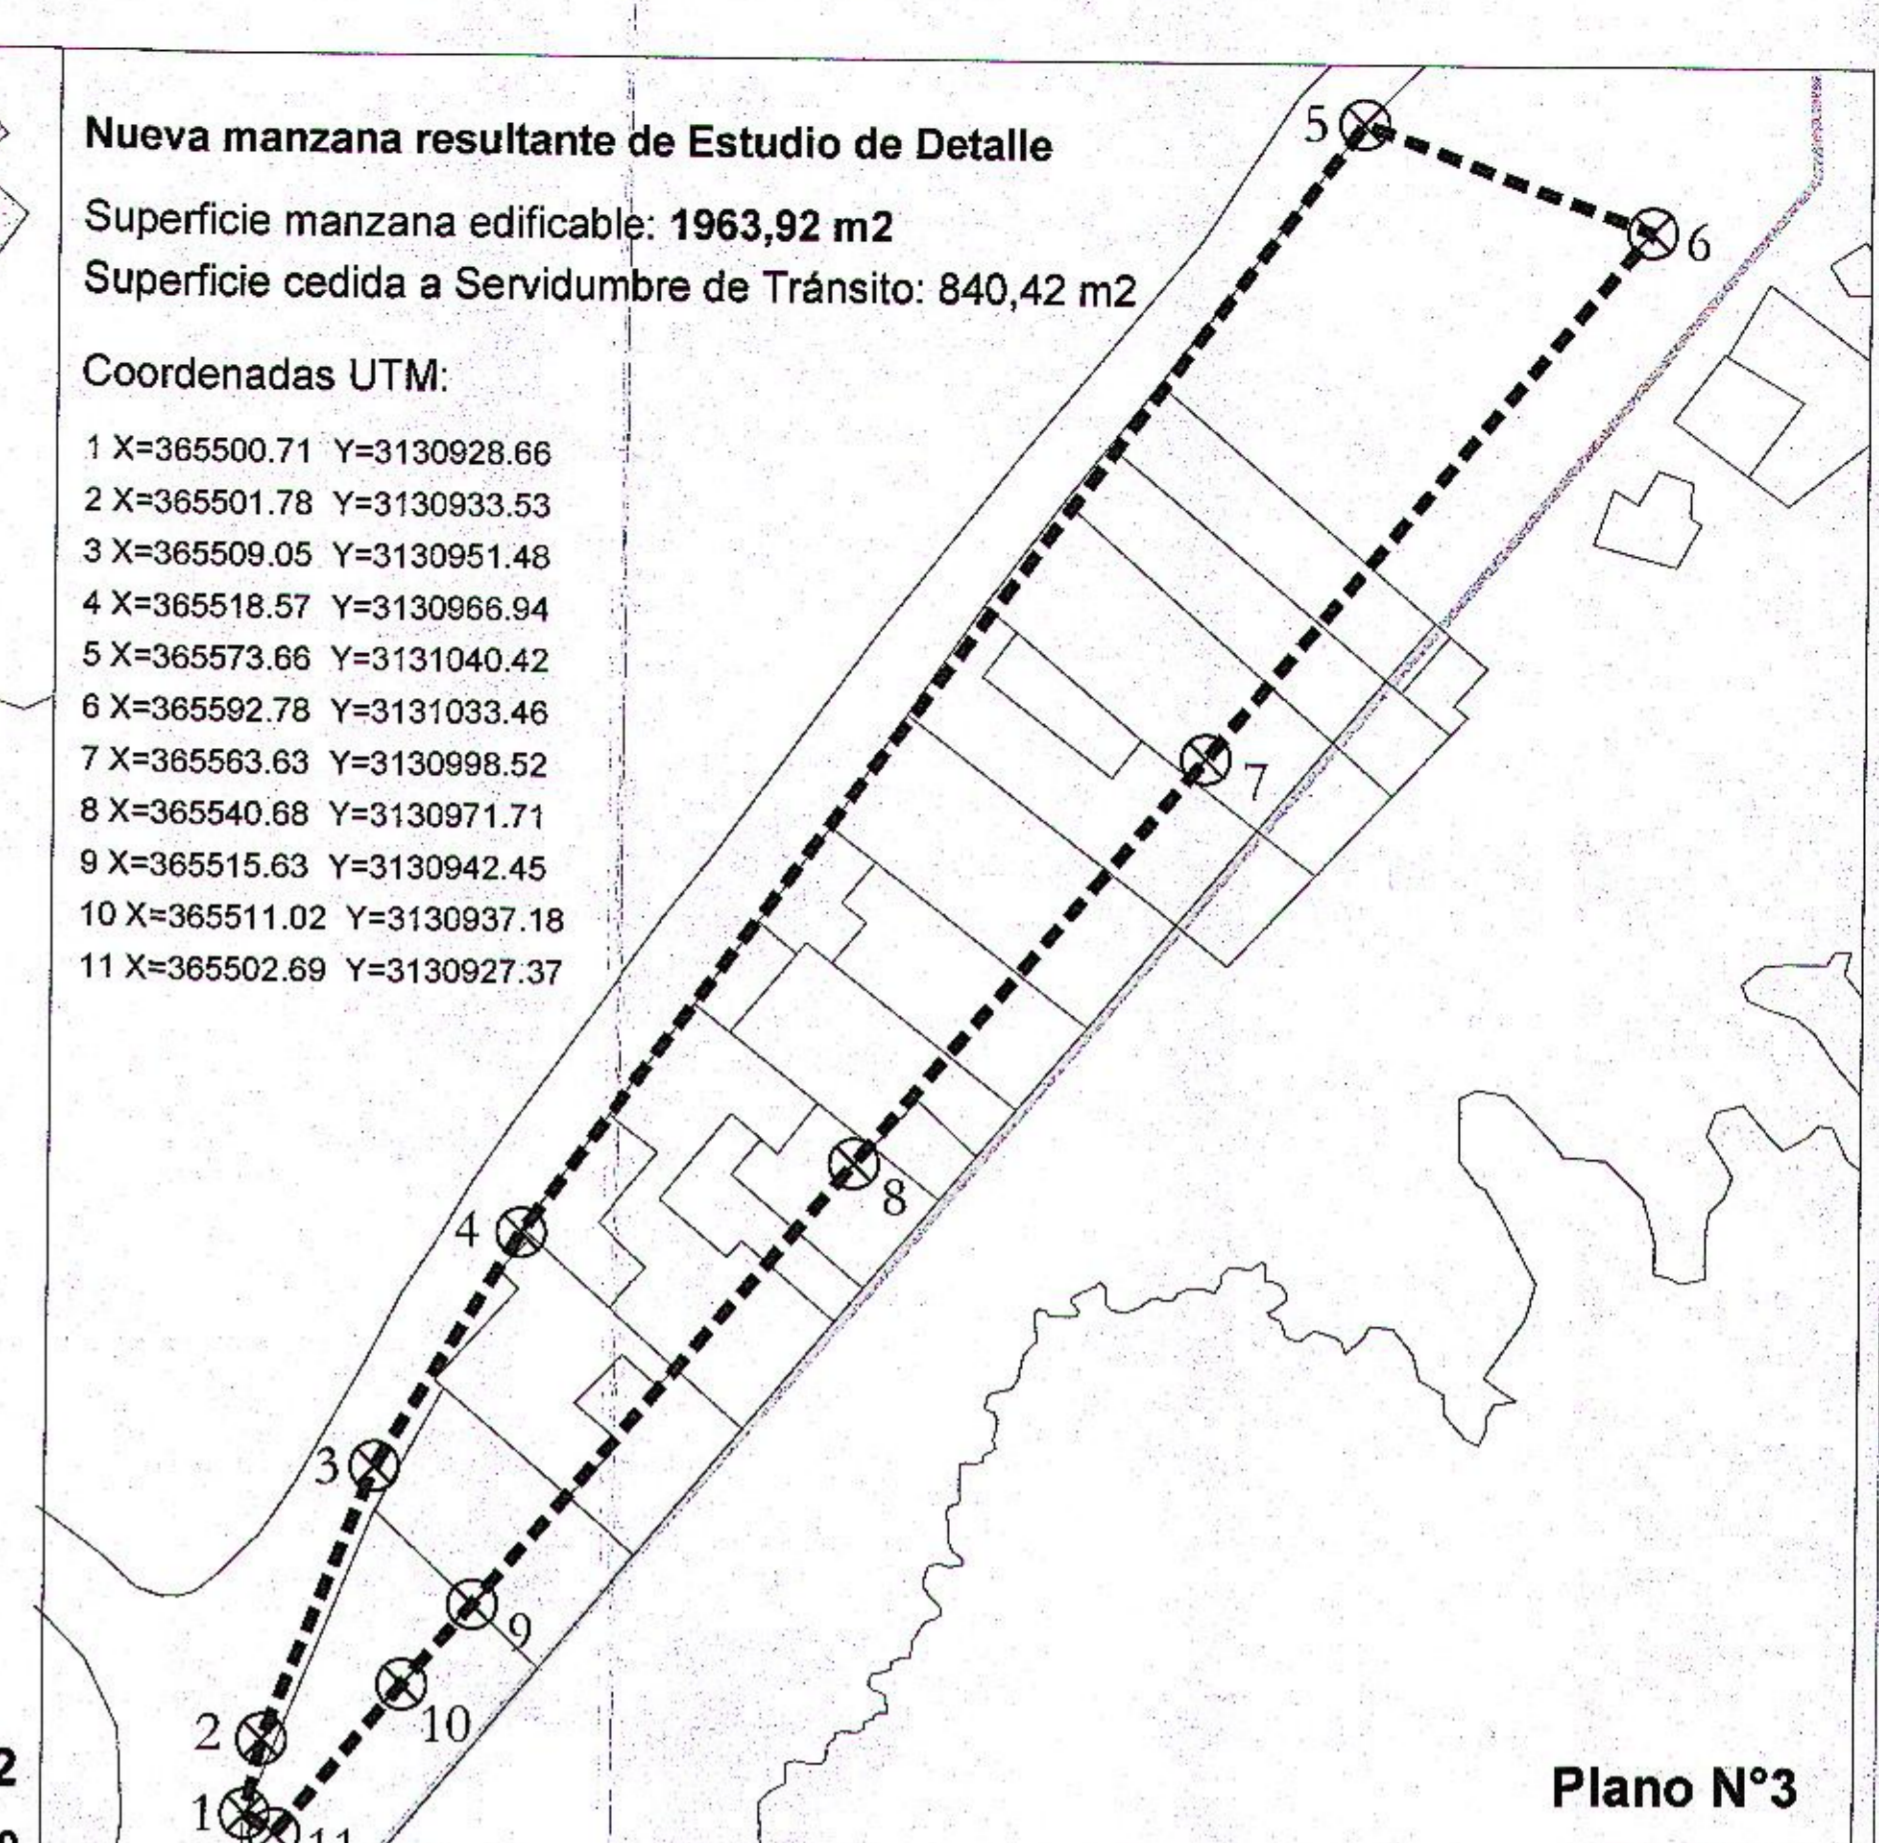 Nueva manzana resultante de Estudio de Detalle
Superficie manzana edificable: 1963,92 m2
Superficie cedida a Servidumbre de Tránsito: 840,42 m2
Coordenadas UTM:
1 X=365500.71 Y=3130928.66
2 X=365501.78 Y=3130933.53
3 X=365509.05 Y=3130951.48
4 X=365518.57 Y=3130966.94
5 X=365573.66 Y=3131040.42
6 X=365592.78 Y=3131033.46
7 X=365563.63 Y=3130998.52
8 X=365540.68 Y=3130971.71
9 X=365515.63 Y=3130942.45
10 X=365511.02 Y=3130937.18
11 X=365502.69 Y=3130927.37
5
6
7
8
4
3
9
10
2
1
11
2
Plano N°3